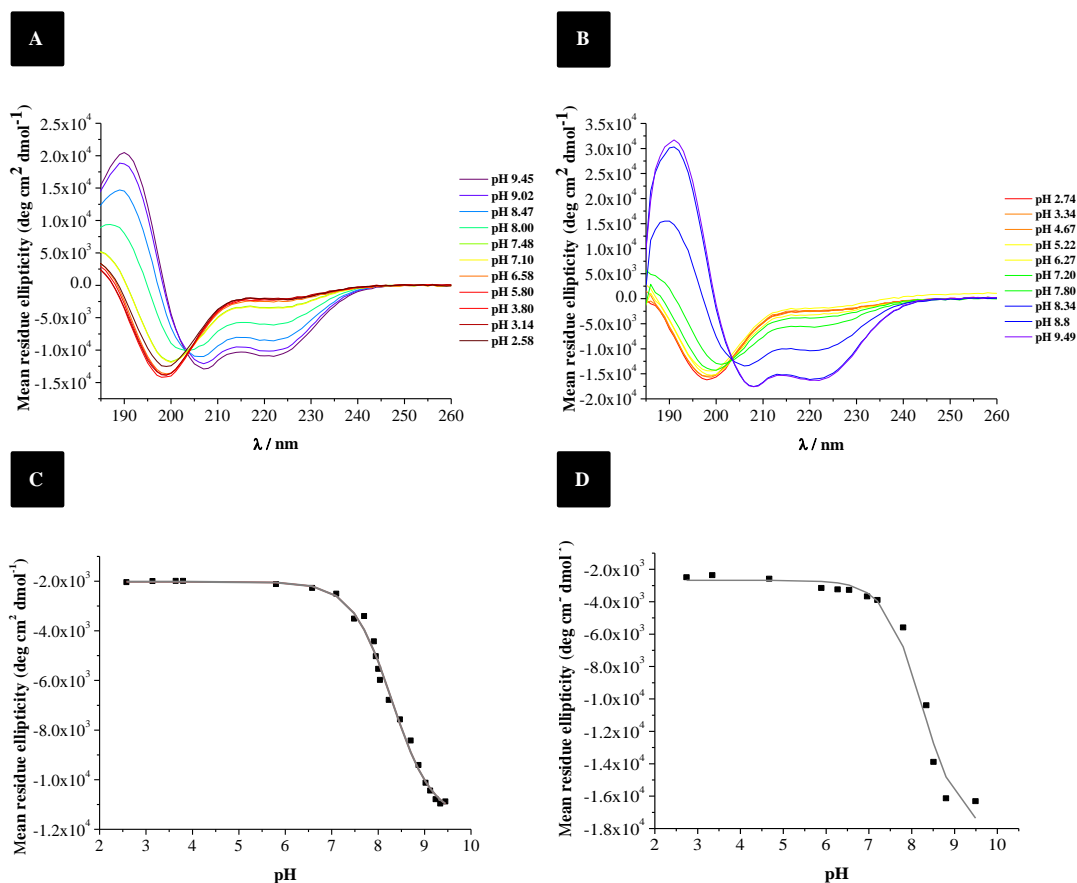 A
Mean residue ellipticity (deg cm² dmol⁻¹)
2.5x10⁴
2.0x10⁴
1.5x10⁴
1.0x10⁴
5.0x10³
0.0
-5.0x10³
-1.0x10⁴
-1.5x10⁴
190 200 210 220 230 240 250 260
λ / nm
pH 9.45
pH 9.02
pH 8.47
pH 8.00
pH 7.48
pH 7.10
pH 6.58
pH 5.80
pH 3.80
pH 3.14
pH 2.58
B
Mean residue ellipticity (deg cm² dmol⁻¹)
3.5x10⁴
3.0x10⁴
2.5x10⁴
2.0x10⁴
1.5x10⁴
1.0x10⁴
5.0x10³
0.0
-5.0x10³
-1.0x10⁴
-1.5x10⁴
-2.0x10⁴
190 200 210 220 230 240 250 260
λ / nm
pH 2.74
pH 3.34
pH 4.67
pH 5.22
pH 6.27
pH 7.20
pH 7.80
pH 8.34
pH 8.8
pH 9.49
C
Mean residue ellipticity (deg cm² dmol⁻¹)
-2.0x10³
-4.0x10³
-6.0x10³
-8.0x10³
-1.0x10⁴
-1.2x10⁴
2 3 4 5 6 7 8 9 10
pH
D
Mean residue ellipticity (deg cm⁻ dmol⁻)
-2.0x10³
-4.0x10³
-6.0x10³
-8.0x10³
-1.0x10⁴
-1.2x10⁴
-1.4x10⁴
-1.6x10⁴
-1.8x10⁴
2 3 4 5 6 7 8 9 10
pH